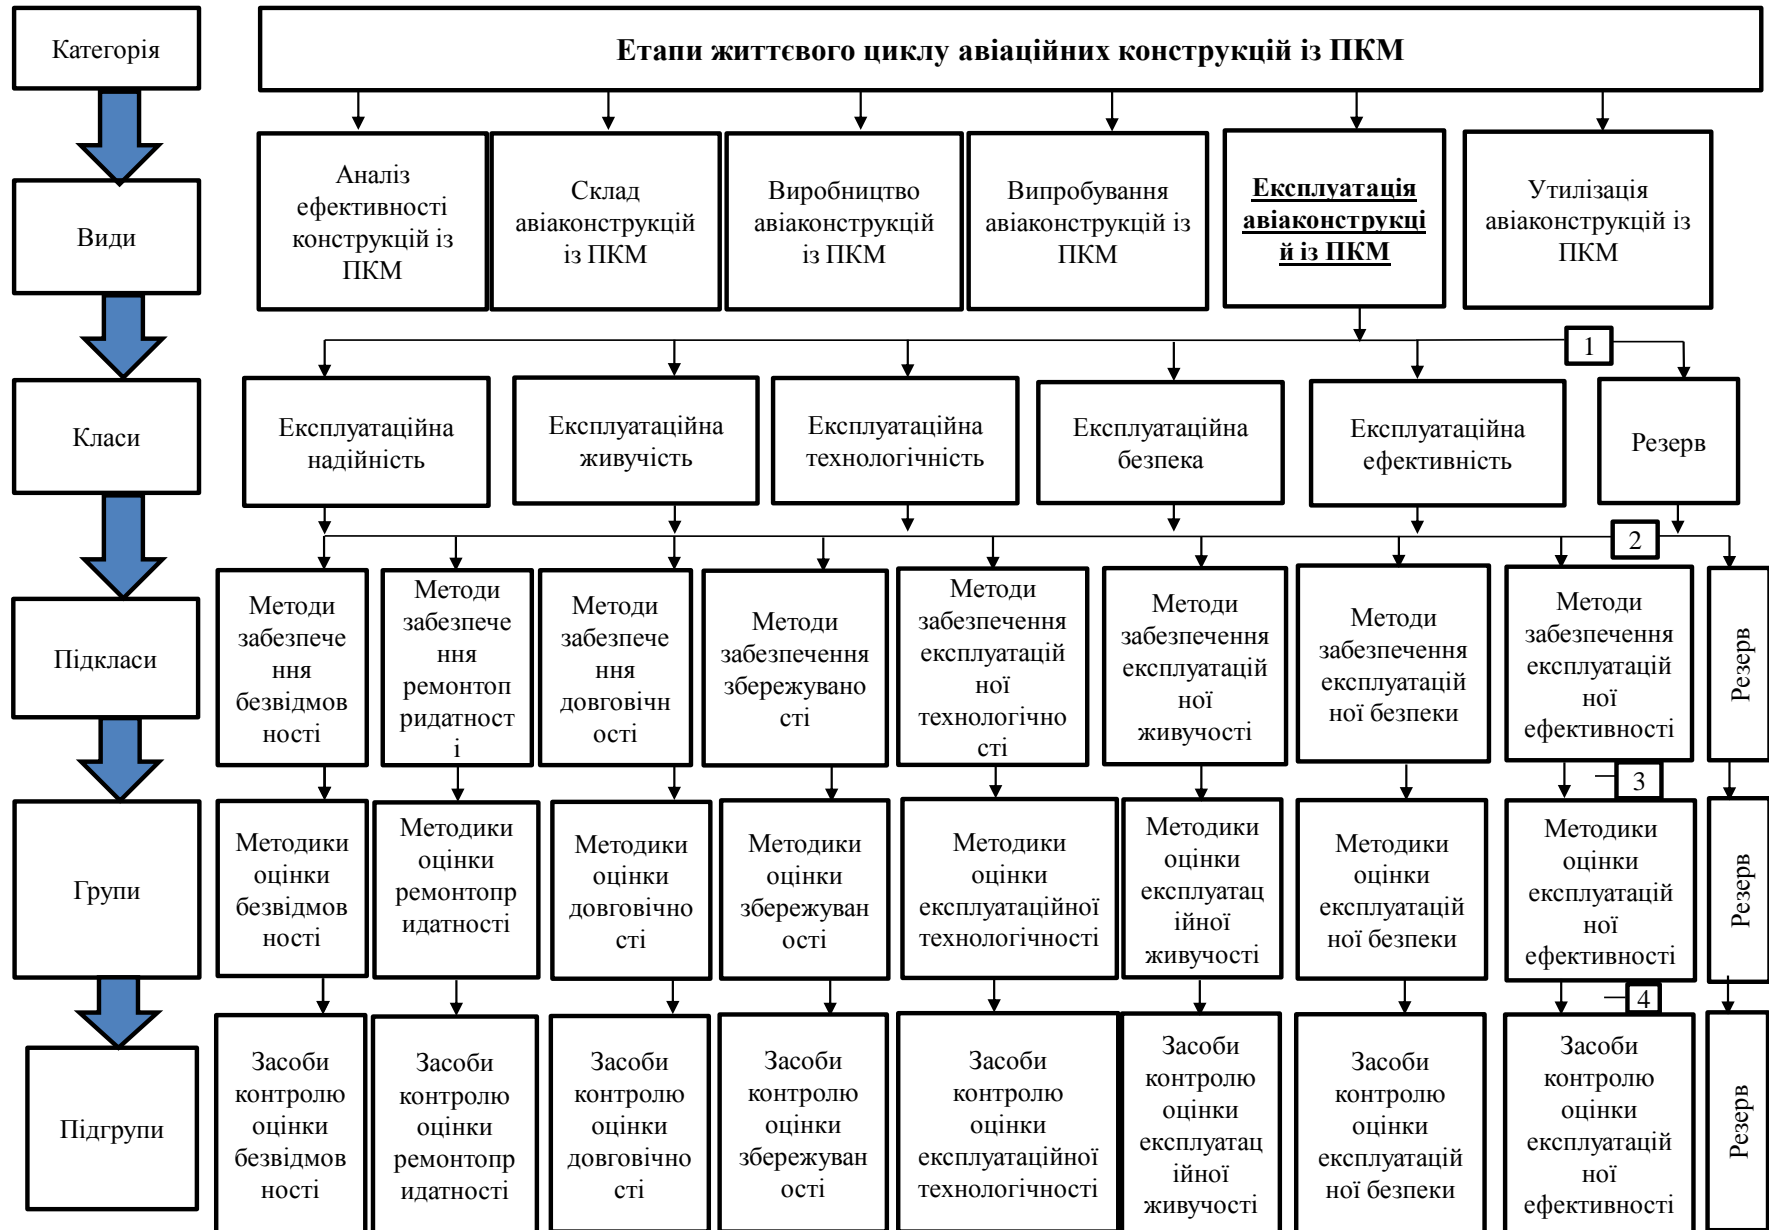 Категорія
Етапи життєвого циклу авіаційних конструкцій із ПКМ
Види
Аналіз
ефективності
конструкцій із
ПКМ
Склад
авіаконструкцій
із ПКМ
Виробництво
авіаконструкцій
із ПКМ
Випробування
авіаконструкцій із
ПКМ
Експлуатація
авіаконструкці
й із ПКМ
Утилізація
авіаконструкцій із
ПКМ
1
Класи
Експлуатаційна
надійність
Експлуатаційна
живучість
Експлуатаційна
технологічність
Експлуатаційна
безпека
Експлуатаційна
ефективність
Резерв
2
Підкласи
Методи
забезпече
ння
безвідмов
ності
Методи
забезпече
ння
ремонтоп
ридатност
і
Методи
забезпече
ння
довговічн
ості
Методи
забезпечення
збережувано
сті
Методи
забезпечення
експлуатацій
ної
технологічно
сті
Методи
забезпечення
експлуатацій
ної
живучості
Методи
забезпечення
експлуатацій
ної безпеки
Методи
забезпечення
експлуатацій
ної
ефективності
Резерв
3
Групи
Методики
оцінки
безвідмов
ності
Методики
оцінки
ремонтопр
идатності
Методики
оцінки
довговічно
сті
Методики
оцінки
збережуван
ості
Методики
оцінки
експлуатаційної
технологічності
Методики
оцінки
експлуатац
ійної
живучості
Методики
оцінки
експлуатацій
ної безпеки
Методики
оцінки
експлуатацій
ної
ефективності
Резерв
4
Підгрупи
Засоби
контролю
оцінки
безвідмов
ності
Засоби
контролю
оцінки
ремонтопр
идатності
Засоби
контролю
оцінки
довговічно
сті
Засоби
контролю
оцінки
збережуван
ості
Засоби
контролю
оцінки
експлуатаційної
технологічності
Засоби
контролю
оцінки
експлуатац
ійної
живучості
Засоби
контролю
оцінки
експлуатацій
ної безпеки
Засоби
контролю
оцінки
експлуатацій
ної
ефективності
Резерв